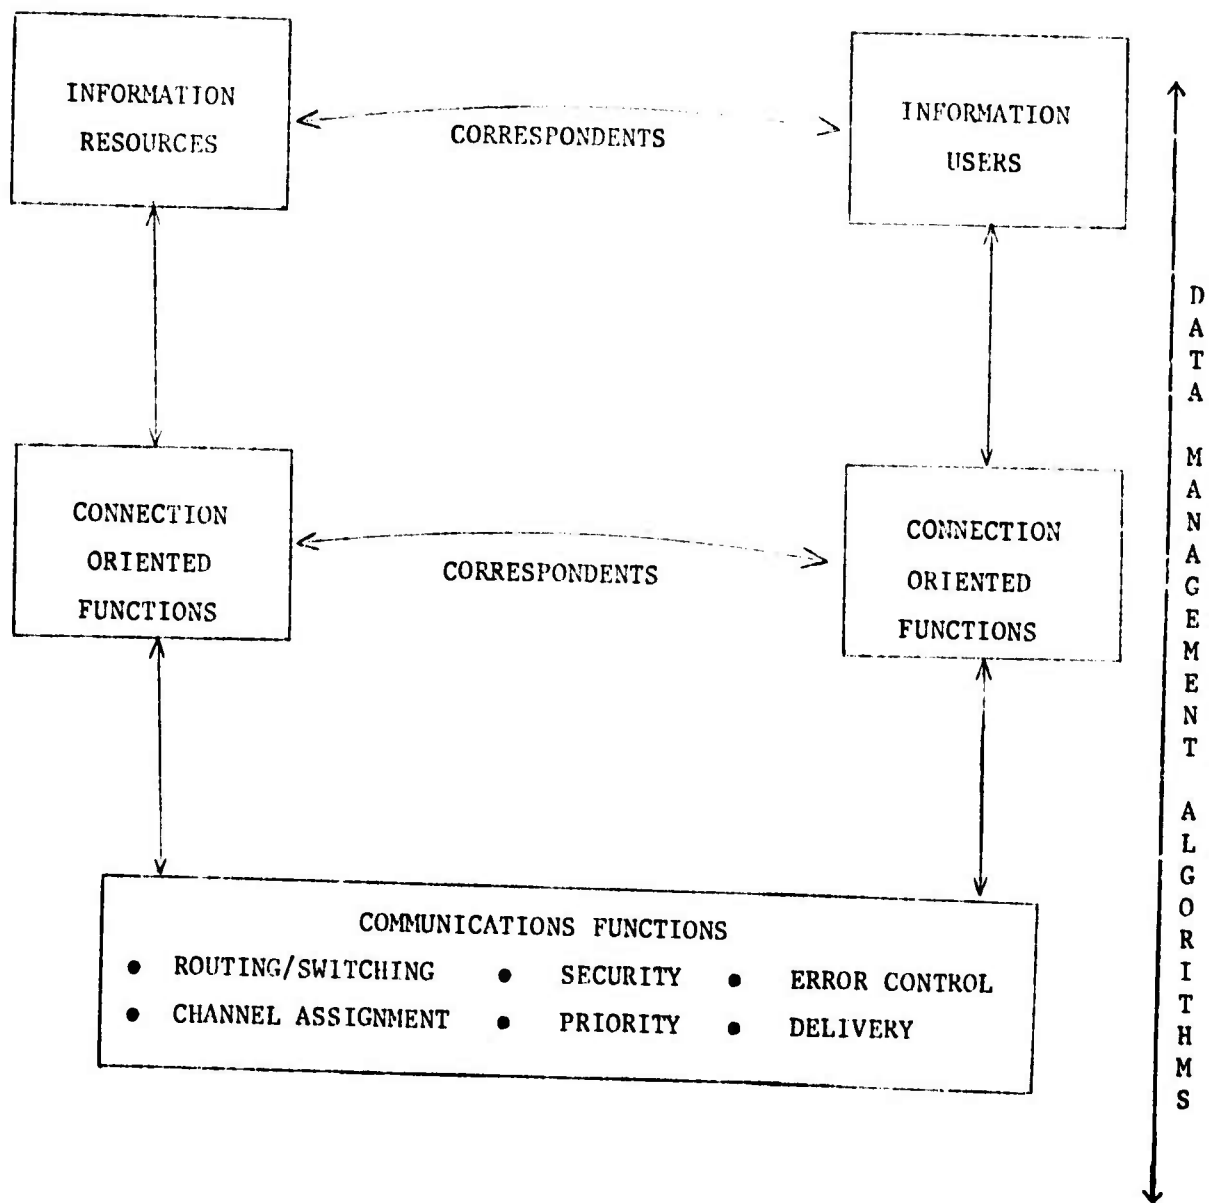 INFORMATION
RESOURCES
CORRESPONDENTS
INFORMATION
USERS
CONNECTION
ORIENTED
FUNCTIONS
CORRESPONDENTS
CONNECTION
ORIENTED
FUNCTIONS
COMMUNICATIONS FUNCTIONS
● ROUTING/SWITCHING ● SECURITY ● ERROR CONTROL
● CHANNEL ASSIGNMENT ● PRIORITY ● DELIVERY
DATA MANAGEMENT ALGORITHMS